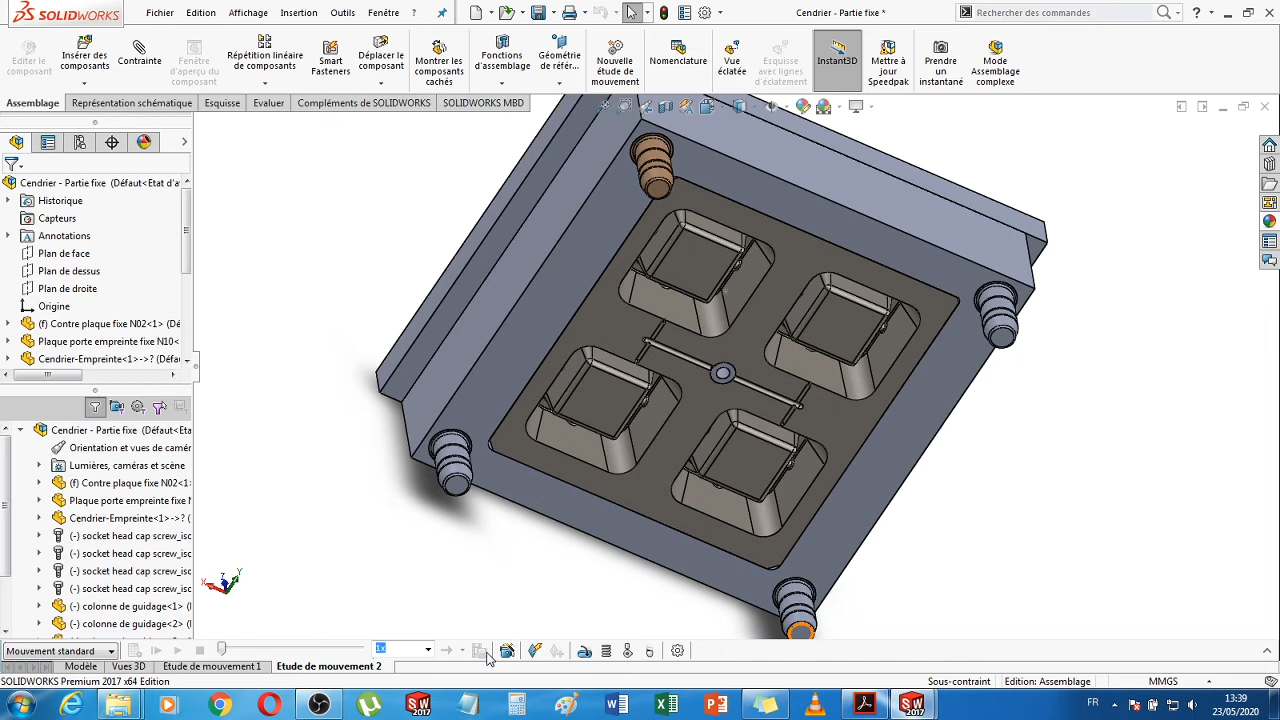 SOLIDWORKS Fichier Edition Affichage Insertion Outils Fenêtre ? Cendrier - Partie fixe * Rechercher des commandes ?
Editer le composant
Insérer des composants
Contrainte
Fenêtre d'aperçu du composant
Répétition linéaire de composants
Smart Fasteners
Déplacer le composant
Montrer les composants cachés
Fonctions d'assemblage
Géométrie de référ...
Nouvelle étude de mouvement
Nomenclature
Vue éclatée
Esquisse avec lignes d'éclatement
Instant3D
Mettre à jour Speedpak
Prendre un instantané
Mode Assemblage complexe
Assemblage Représentation schématique Esquisse Evaluer Compléments de SOLIDWORKS SOLIDWORKS MBD
Cendrier - Partie fixe (Défaut<Etat d'a
Historique
Capteurs
Annotations
Plan de face
Plan de dessus
Plan de droite
Origine
(f) Contre plaque fixe N02<1> (Dé
Plaque porte empreinte fixe N10<
Cendrier-Empreinte<1>->? (Défau
Cendrier - Partie fixe (Défaut<Eta
Orientation et vues de camér
Lumières, caméras et scène
(f) Contre plaque fixe N02<1>
Plaque porte empreinte fixe N
Cendrier-Empreinte<1>->? (
(-) socket head cap screw_isc
(-) socket head cap screw_isc
(-) socket head cap screw_isc
(-) socket head cap screw_isc
(-) colonne de guidage<1> (
(-) colonne de guidage<2> (
X Y Z
Mouvement standard 1x
Modèle Vues 3D Etude de mouvement 1 Etude de mouvement 2
SOLIDWORKS Premium 2017 x64 Edition Sous-contraint Edition: Assemblage MMGS
FR 13:39
23/05/2020